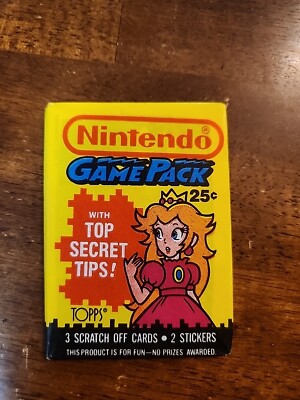 Nintendo®
GAME PACK
25¢
WITH
TOP
SECRET
TIPS!
TOPPS®
3 SCRATCH OFF CARDS • 2 STICKERS
THIS PRODUCT IS FOR FUN—NO PRIZES AWARDED.